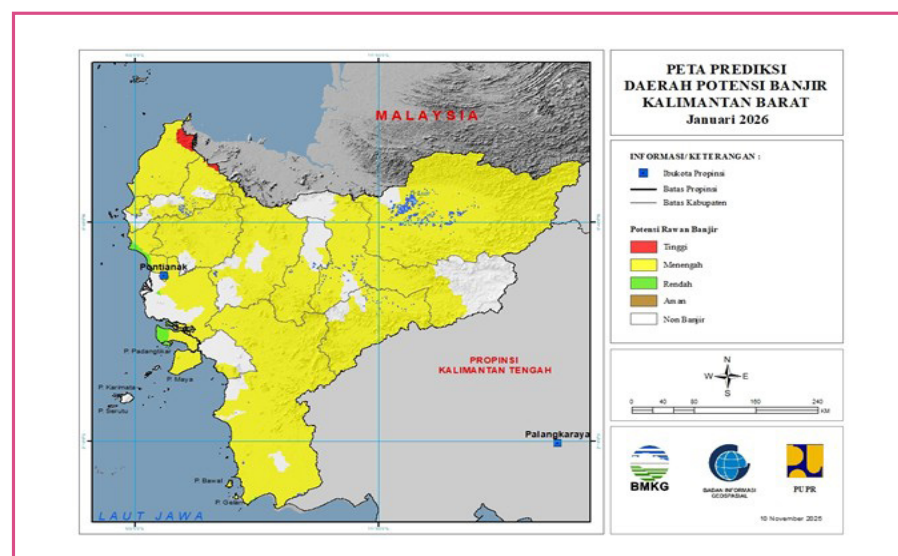 PETA PREDIKSI
DAERAH POTENSI BANJIR
KALIMANTAN BARAT
Januari 2026
INFORMASI/KETERANGAN :
Ibukota Propinsi
Batas Propinsi
Batas Kabupaten
Potensi Rawan Banjir
Tinggi
Menengah
Rendah
Aman
Non Banjir
N
W E
S
0 40 80 160 240
KM
BMKG
BADAN INFORMASI
GEOSPASIAL
PUPR
10 November 2025
MALAYSIA
Pontianak
P. Padangtikar
P. Maya
P. Karimata
P. Serutu
PROPINSI
KALIMANTAN TENGAH
Palangkaraya
P. Bawal
P. Gelam
LAUT JAWA